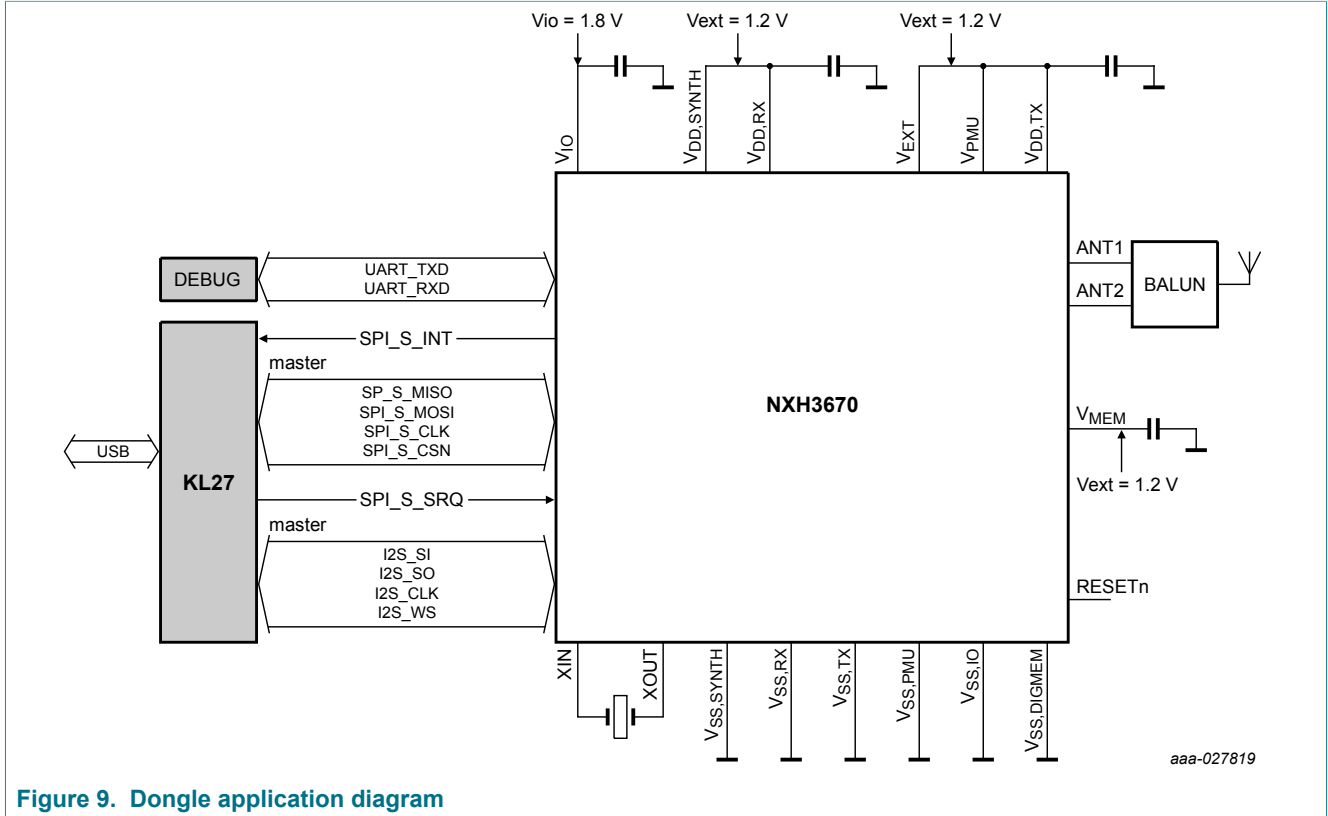 Vio = 1.8 V
Vext = 1.2 V
Vext = 1.2 V
VIO
VDD,SYNTH
VDD,RX
VEXT
VPMU
VDD,TX
DEBUG
UART_TXD
UART_RXD
ANT1
ANT2
BALUN
SPI_S_INT
master
SP_S_MISO
SPI_S_MOSI
SPI_S_CLK
SPI_S_CSN
NXH3670
VMEM
Vext = 1.2 V
USB
KL27
SPI_S_SRQ
master
I2S_SI
I2S_SO
I2S_CLK
I2S_WS
RESETn
XIN
XOUT
VSS,SYNTH
VSS,RX
VSS,TX
VSS,PMU
VSS,IO
VSS,DIGMEM
aaa-027819
Figure 9. Dongle application diagram